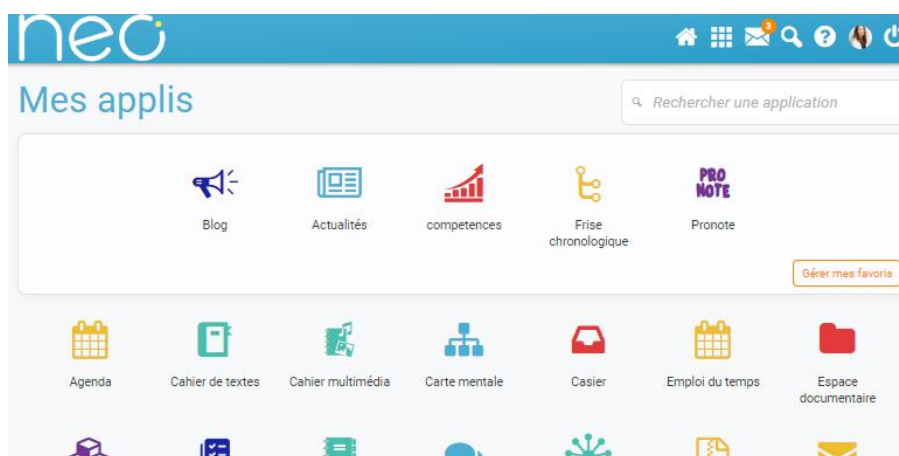 neo
3
Mes applis
Rechercher une application
Blog
Actualités
competences
Frise
chronologique
PRO
NOTE
Pronote
Gérer mes favoris
Agenda
Cahier de textes
Cahier multimédia
Carte mentale
Casier
Emploi du temps
Espace
documentaire